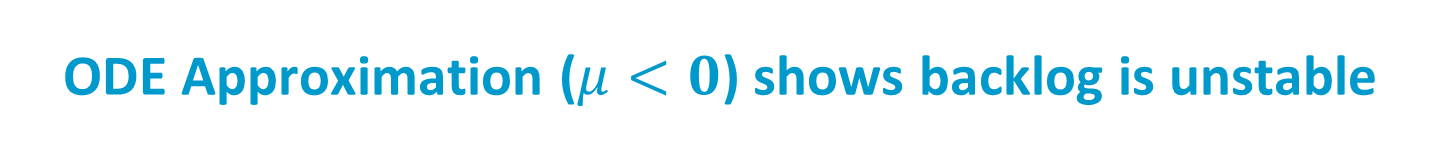 ODE Approximation (μ < 0) shows backlog is unstable